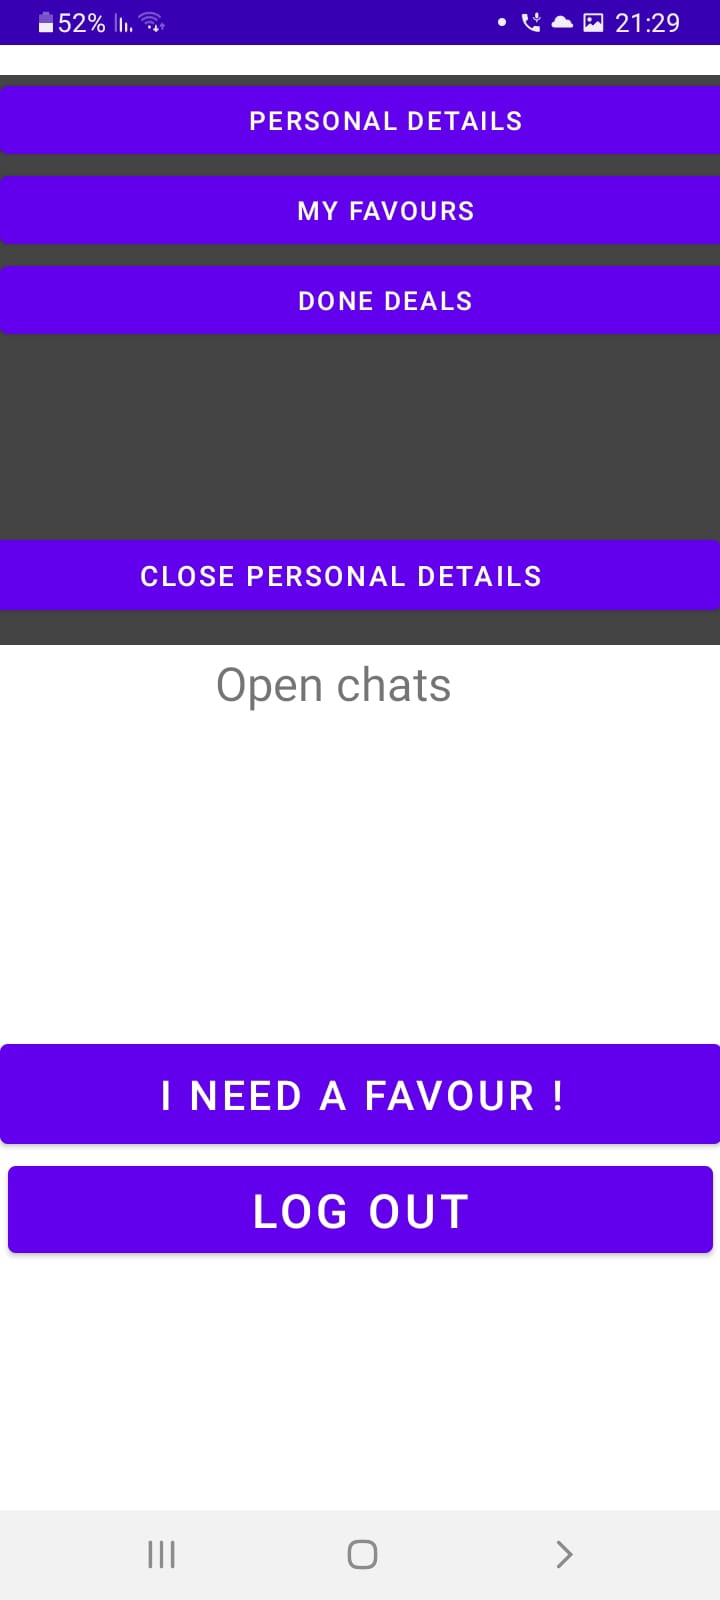 52% 21:29
PERSONAL DETAILS
MY FAVOURS
DONE DEALS
CLOSE PERSONAL DETAILS
Open chats
I NEED A FAVOUR !
LOG OUT